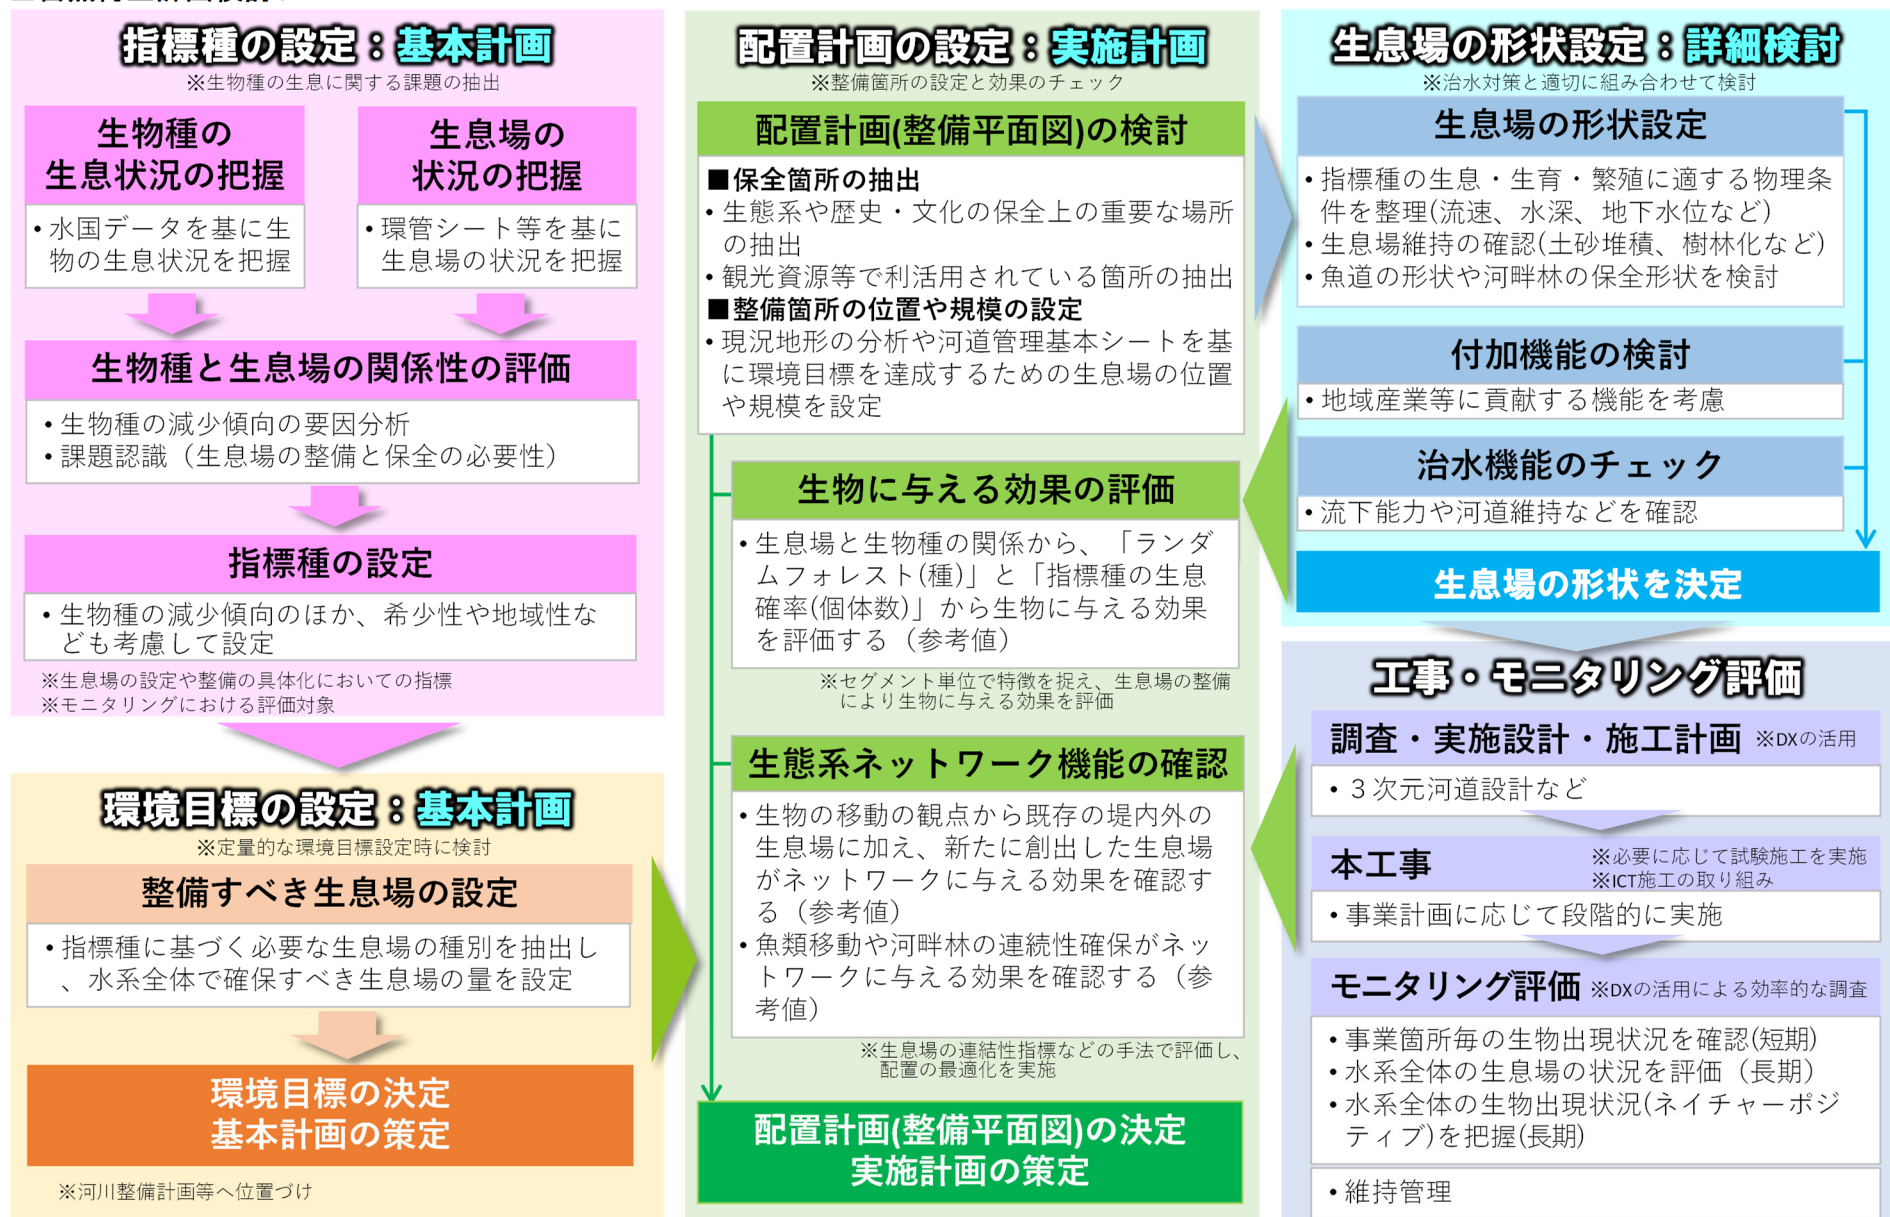 指標種の設定：基本計画
※生物種の生息に関する課題の抽出
生物種の
生息状況の把握
・水国データを基に生
物の生息状況を把握
生息場の
状況の把握
・環管シート等を基に
生息場の状況を把握
生物種と生息場の関係性の評価
・生物種の減少傾向の要因分析
・課題認識（生息場の整備と保全の必要性）
指標種の設定
・生物種の減少傾向のほか、希少性や地域性な
ども考慮して設定
※生息場の設定や整備の具体化においての指標
※モニタリングにおける評価対象
環境目標の設定：基本計画
※定量的な環境目標設定時に検討
整備すべき生息場の設定
・指標種に基づく必要な生息場の種別を抽出し
、水系全体で確保すべき生息場の量を設定
環境目標の決定
基本計画の策定
※河川整備計画等へ位置づけ
配置計画の設定：実施計画
※整備箇所の設定と効果のチェック
配置計画(整備平面図)の検討
■保全箇所の抽出
・生態系や歴史・文化の保全上の重要な場所
の抽出
・観光資源等で利活用されている箇所の抽出
■整備箇所の位置や規模の設定
・現況地形の分析や河道管理基本シートを基
に環境目標を達成するための生息場の位置
や規模を設定
生物に与える効果の評価
・生息場と生物種の関係から、「ランダ
ムフォレスト(種)」と「指標種の生息
確率(個体数)」から生物に与える効果
を評価する（参考値）
※セグメント単位で特徴を捉え、生息場の整備
により生物に与える効果を評価
生態系ネットワーク機能の確認
・生物の移動の観点から既存の堤内外の
生息場に加え、新たに創出した生息場
がネットワークに与える効果を確認す
る（参考値）
・魚類移動や河畔林の連続性確保がネッ
トワークに与える効果を確認する（参
考値）
※生息場の連結性指標などの手法で評価し、
配置の最適化を実施
配置計画(整備平面図)の決定
実施計画の策定
生息場の形状設定：詳細検討
※治水対策と適切に組み合わせて検討
生息場の形状設定
・指標種の生息・生育・繁殖に適する物理条
件を整理(流速、水深、地下水位など)
・生息場維持の確認(土砂堆積、樹林化など)
・魚道の形状や河畔林の保全形状を検討
付加機能の検討
・地域産業等に貢献する機能を考慮
治水機能のチェック
・流下能力や河道維持などを確認
生息場の形状を決定
工事・モニタリング評価
調査・実施設計・施工計画 ※DXの活用
・３次元河道設計など
本工事
※必要に応じて試験施工を実施
※ICT施工の取り組み
・事業計画に応じて段階的に実施
モニタリング評価 ※DXの活用による効率的な調査
・事業箇所毎の生物出現状況を確認(短期)
・水系全体の生息場の状況を評価（長期）
・水系全体の生物出現状況(ネイチャーポジ
ティブ)を把握(長期)
・維持管理